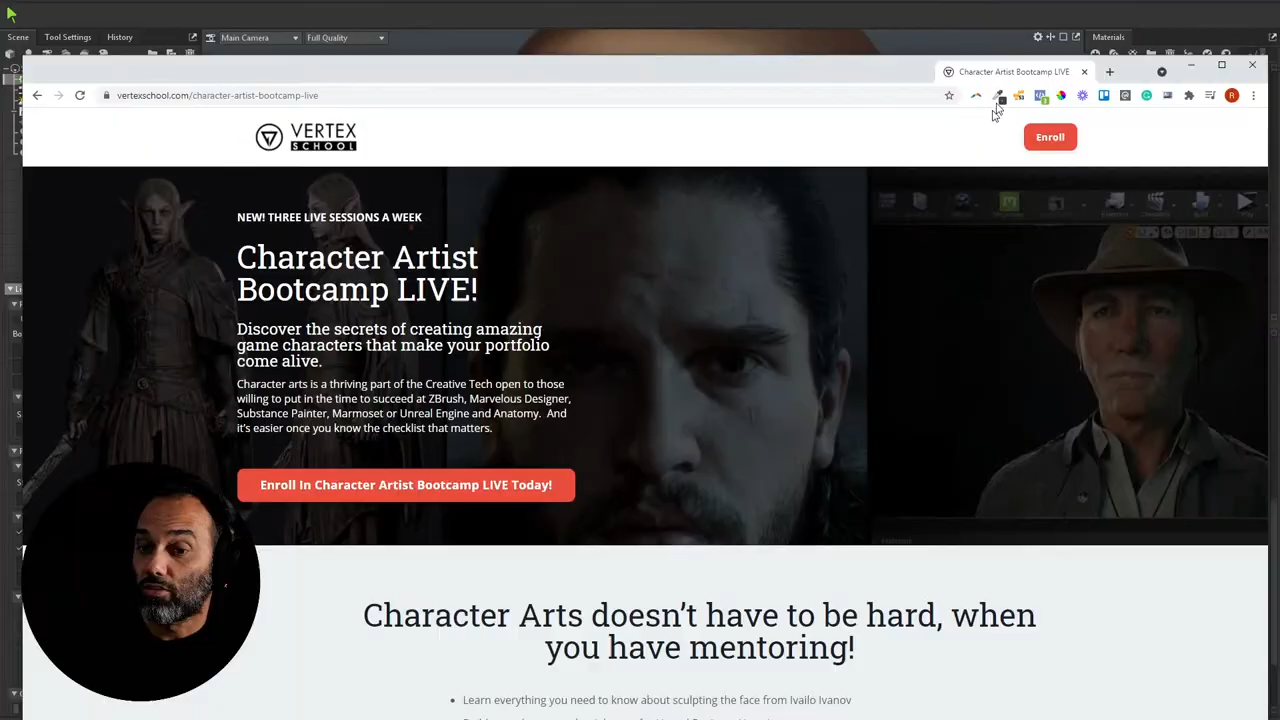 Scene
Tool Settings
History
Main Camera
Full Quality
Materials
Character Artist Bootcamp LIVE
vertexschool.com/character-artist-bootcamp-live
R
VERTEX
SCHOOL
Enroll
NEW! THREE LIVE SESSIONS A WEEK
Character Artist
Bootcamp LIVE!
Discover the secrets of creating amazing
game characters that make your portfolio
come alive.
Character arts is a thriving part of the Creative Tech open to those
willing to put in the time to succeed at ZBrush, Marvelous Designer,
Substance Painter, Marmoset or Unreal Engine and Anatomy. And
it's easier once you know the checklist that matters.
Enroll In Character Artist Bootcamp LIVE Today!
Character Arts doesn't have to be hard, when
you have mentoring!
• Learn everything you need to know about sculpting the face from Ivailo Ivanov